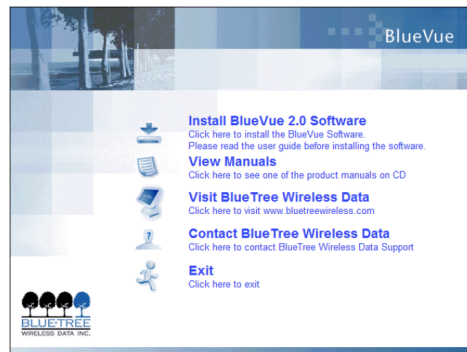 BlueVue
Install BlueVue 2.0 Software
Click here to install the BlueVue Software.
Please read the user guide before installing the software.
View Manuals
Click here to see one of the product manuals on CD
Visit BlueTree Wireless Data
Click here to visit www.bluetreewireless.com
Contact BlueTree Wireless Data
Click here to contact BlueTree Wireless Data Support
Exit
Click here to exit
BLUE•TREE
WIRELESS DATA INC.